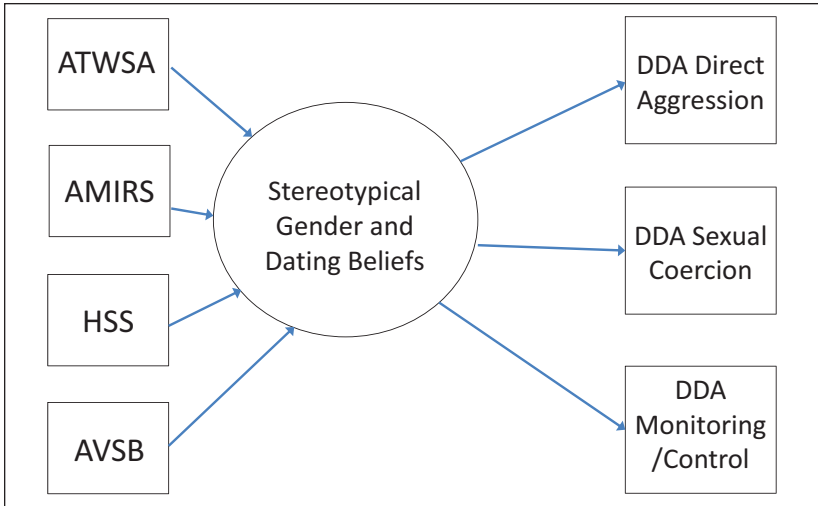 ATWSA
AMIRS
HSS
AVSB
Stereotypical
Gender and
Dating Beliefs
DDA Direct
Aggression
DDA Sexual
Coercion
DDA
Monitoring
/Control